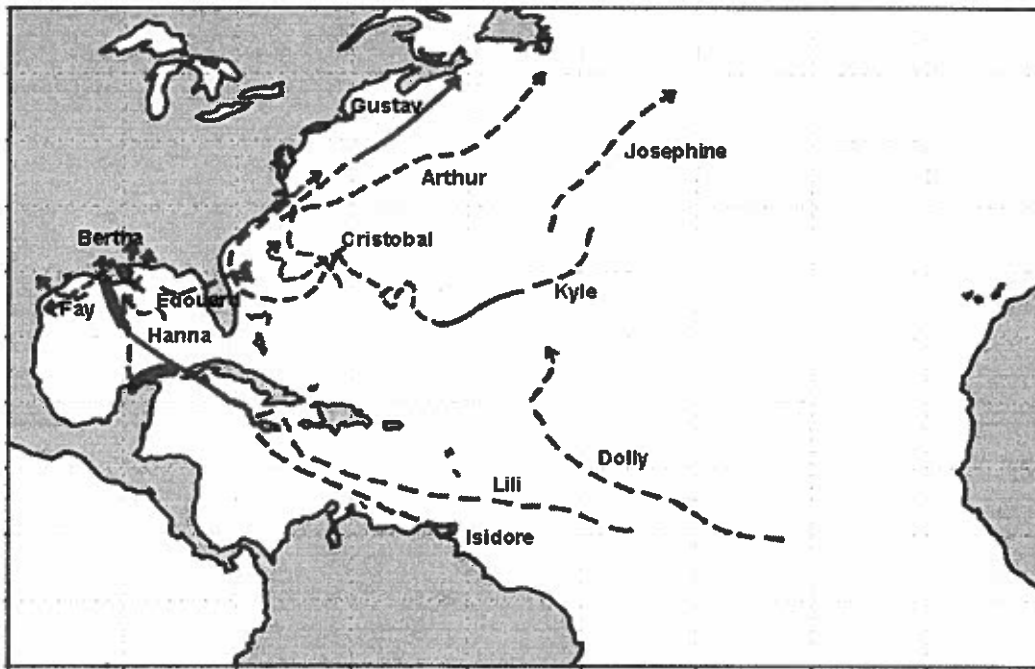 Gustav
Josephine
Arthur
Bertha
Cristobal
Edouard
Kyle
Fay
Hanna
Dolly
Lili
Isidore